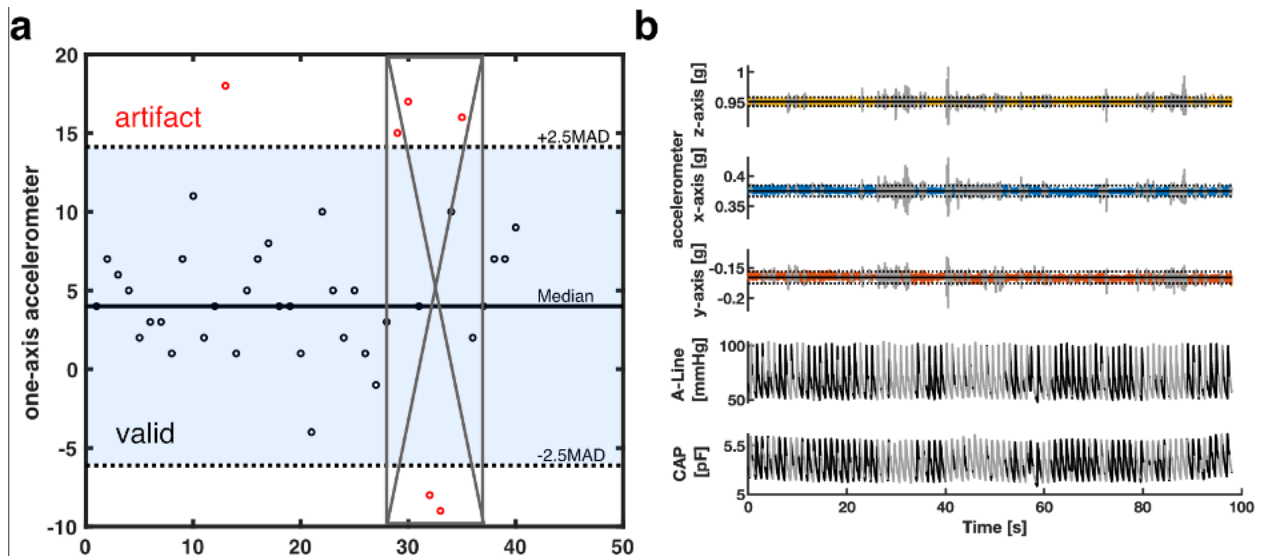 a
20
15
10
5
0
-5
-10
one-axis accelerometer
artifact
+2.5MAD
Median
valid
-2.5MAD
0 10 20 30 40 50
b
1
0.95
z-axis [g]
0.4
0.35
x-axis [g]
accelerometer
-0.15
-0.2
y-axis [g]
100
50
A-Line
[mmHg]
5.5
5
CAP
[pF]
0 20 40 60 80 100
Time [s]